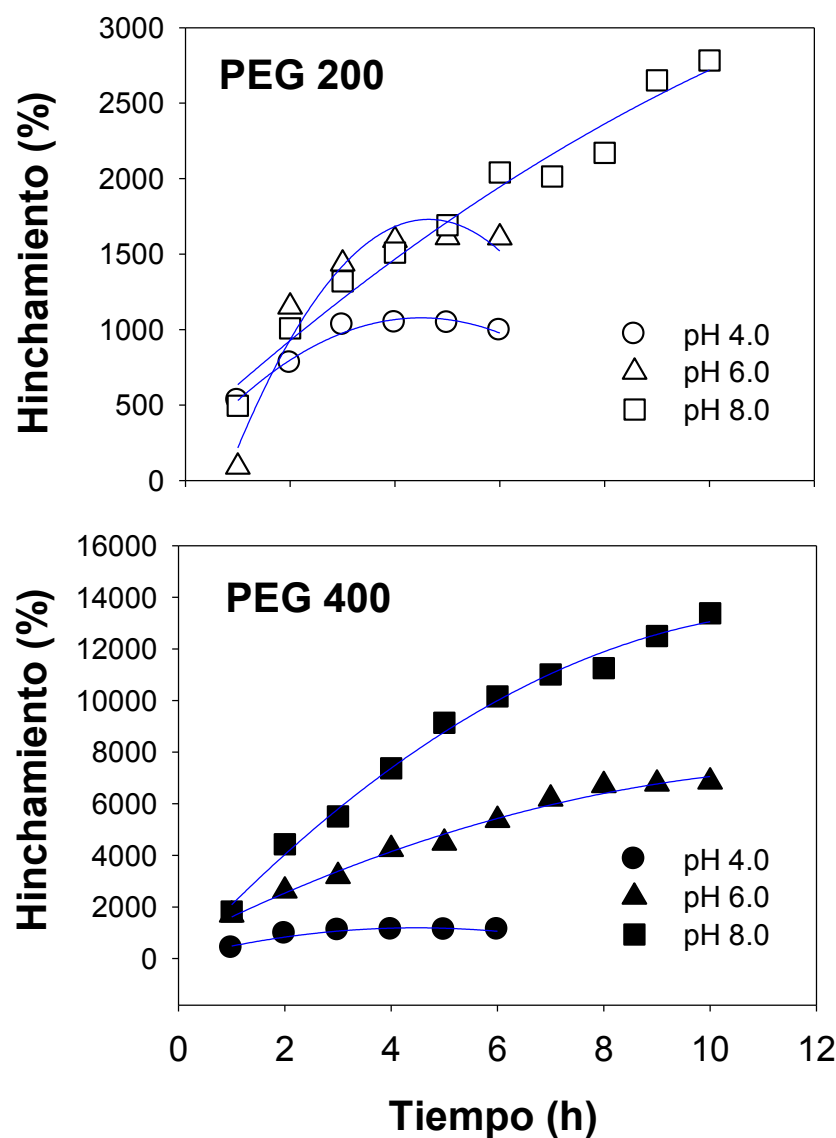 3000
PEG 200
2500
2000
1500
1000
500
0
Hinchamiento (%)
pH 4.0
pH 6.0
pH 8.0
16000
PEG 400
14000
12000
10000
8000
6000
4000
2000
0
Hinchamiento (%)
pH 4.0
pH 6.0
pH 8.0
0 2 4 6 8 10 12
Tiempo (h)